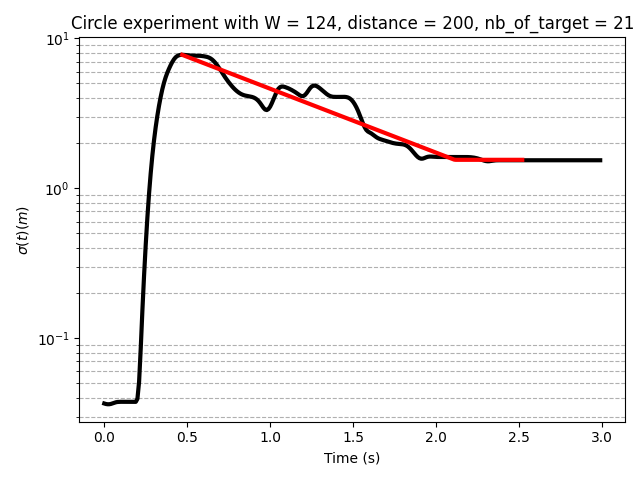 Circle experiment with W = 124, distance = 200, nb_of_target = 21
10¹
10⁰
10⁻¹
σ(t)(m)
0.0 0.5 1.0 1.5 2.0 2.5 3.0
Time (s)